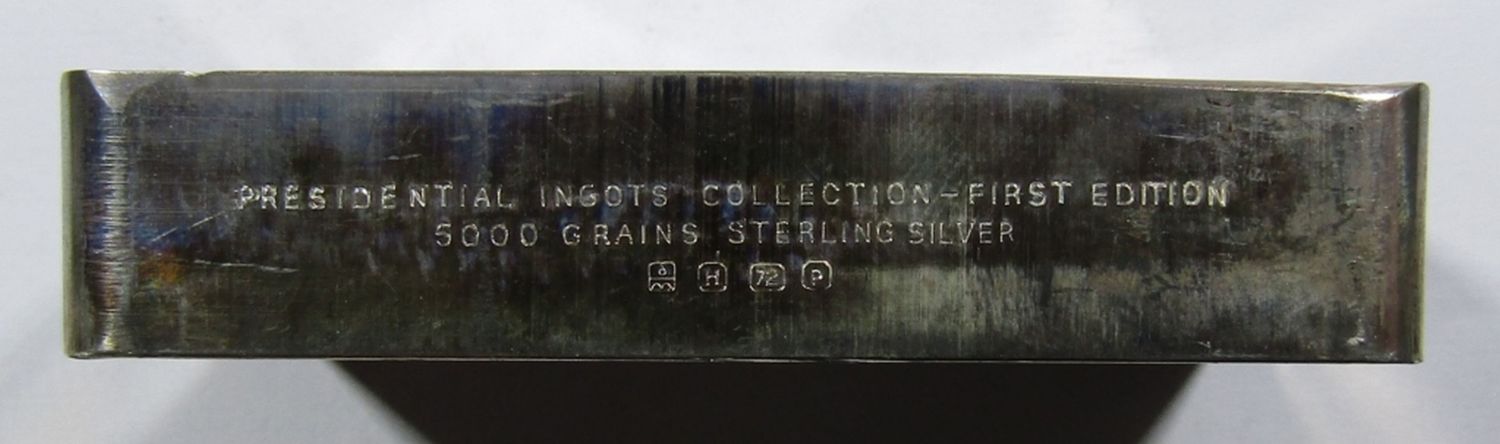 PRESIDENTIAL INGOTS COLLECTION-FIRST EDITION
5000 GRAINS STERLING SILVER
H 72 P